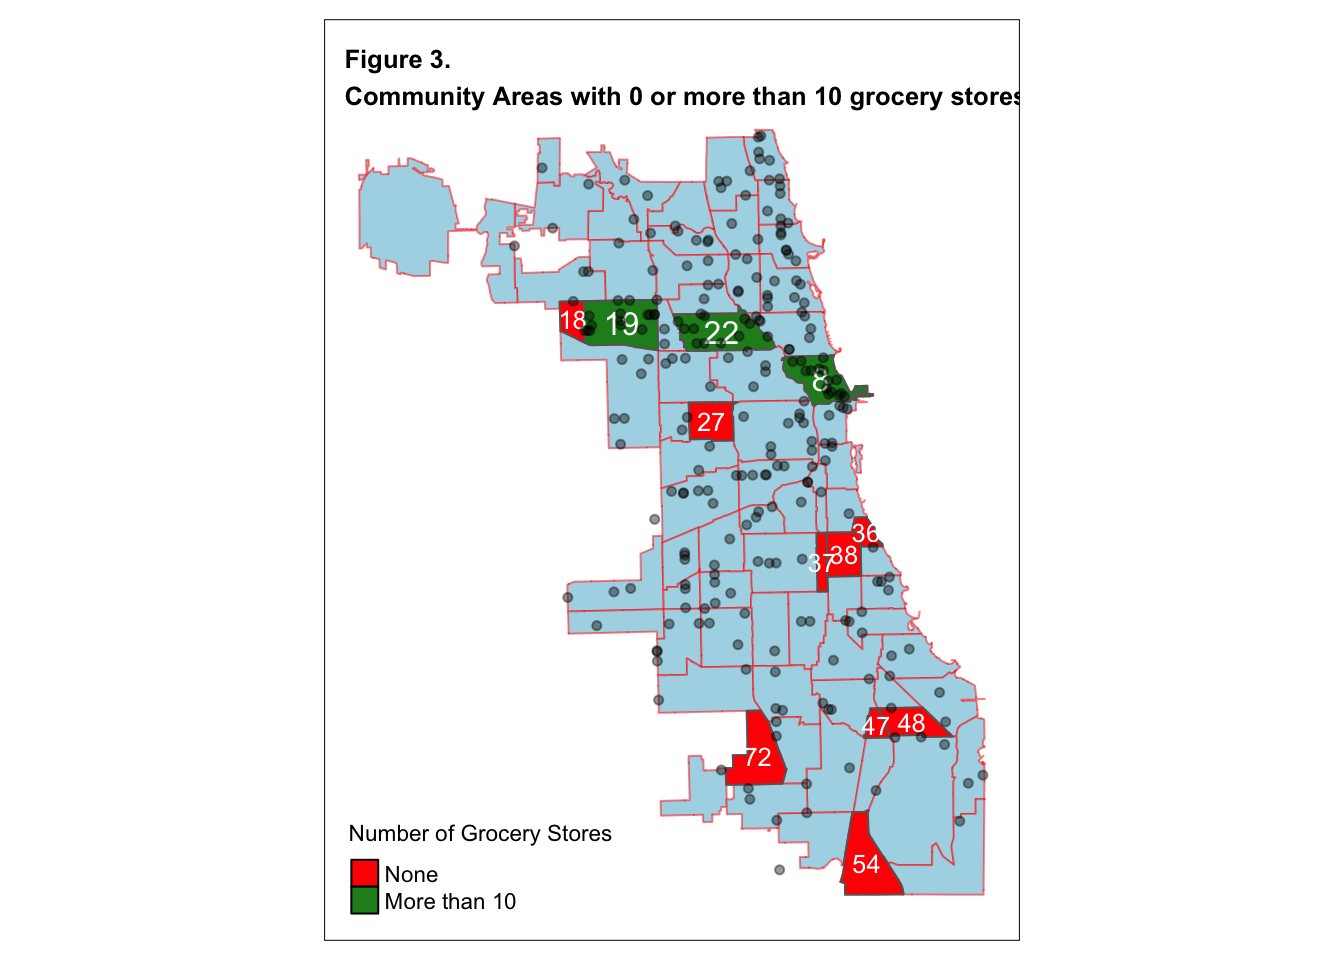 Figure 3.
Community Areas with 0 or more than 10 grocery stores
18
19
22
8
27
36
37
38
47
48
72
54
Number of Grocery Stores
None
More than 10